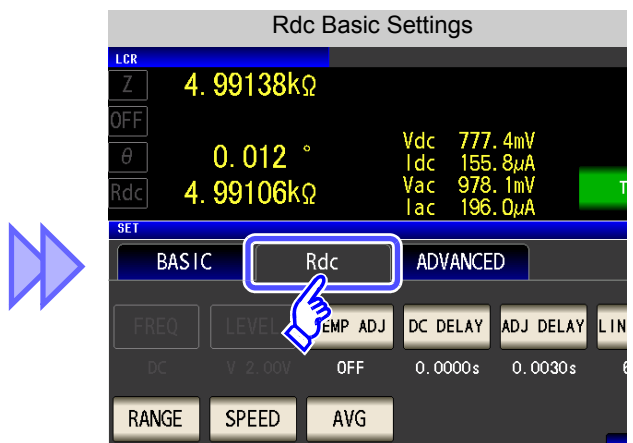 Rdc Basic Settings
LCR
Z 4.99138kΩ
OFF
θ 0.012 °
Rdc 4.99106kΩ
Vdc 777.4mV
Idc 155.8µA
Vac 978.1mV
Iac 196.0µA
T
SET
BASIC Rdc ADVANCED
FREQ LEVEL EMP ADJ DC DELAY ADJ DELAY LIN
DC V 2.00V OFF 0.0000s 0.0030s
RANGE SPEED AVG